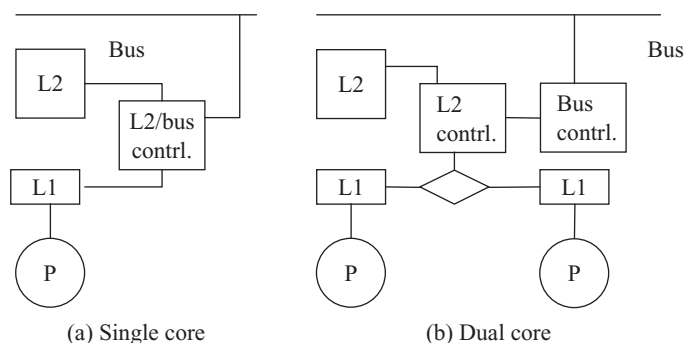 Bus
L2
L2/bus
contrl.
L1
P
(a) Single core
Bus
L2
L2
contrl.
Bus
contrl.
L1
L1
P
P
(b) Dual core